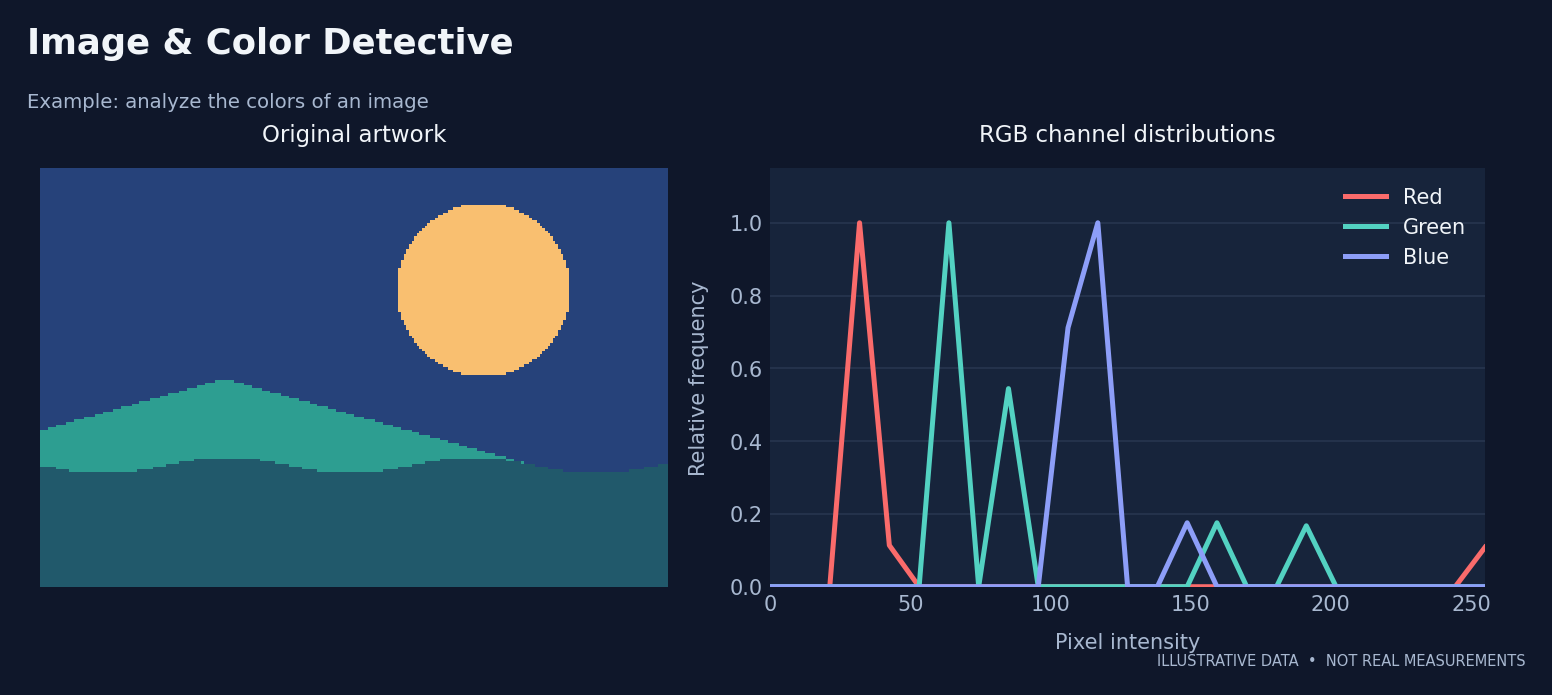 Image & Color Detective
Example: analyze the colors of an image
Original artwork
RGB channel distributions
Red
Green
Blue
Relative frequency
1.0
0.8
0.6
0.4
0.2
0.0
0 50 100 150 200 250
Pixel intensity
ILLUSTRATIVE DATA • NOT REAL MEASUREMENTS